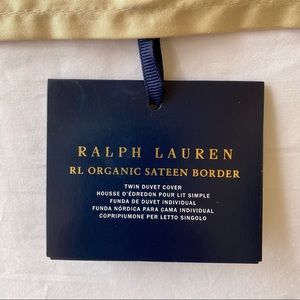 RALPH LAUREN
RL ORGANIC SATEEN BORDER
TWIN DUVET COVER
HOUSSE D'ÉDREDON POUR LIT SIMPLE
FUNDA DE DUVET INDIVIDUAL
FUNDA NÓRDICA PARA CAMA INDIVIDUAL
COPRIPIUMONE PER LETTO SINGOLO